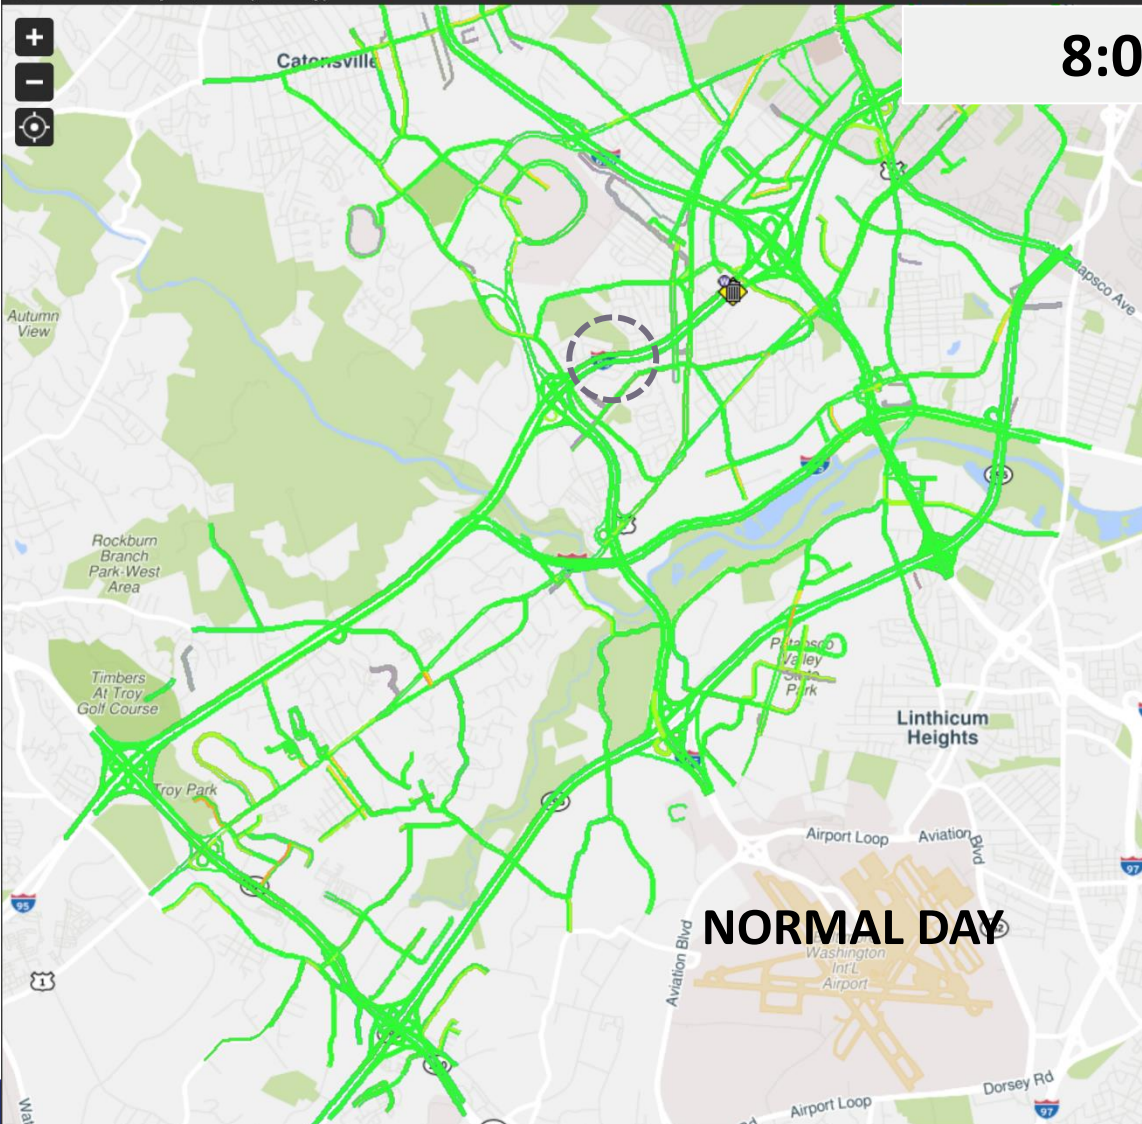 8:0
Catonsville
Patapsco Ave
Autumn
View
Rockburn
Branch
Park-West
Area
Timbers
At Troy
Golf Course
Patapsco
Valley
State
Park
Linthicum
Heights
Troy Park
Airport Loop
Aviation Blvd
95
97
NORMAL DAY
Washington
Int'L
Airport
Aviation Blvd
1
Dorsey Rd
Airport Loop
97